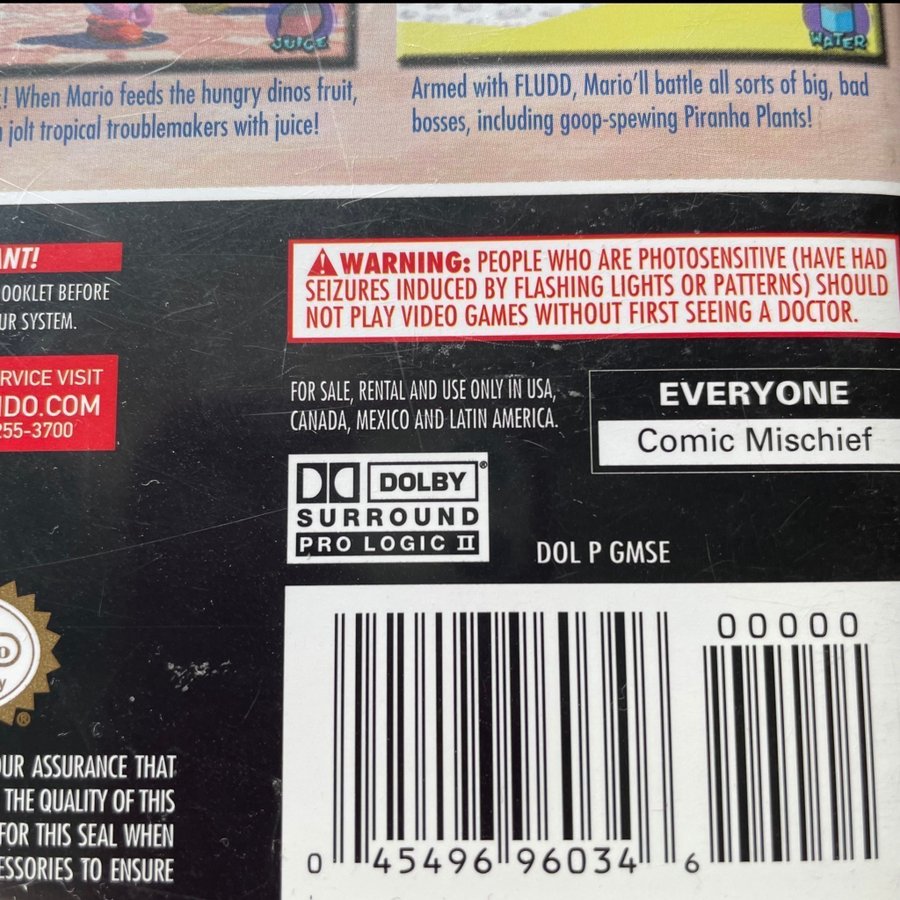 JUICE
WATER
! When Mario feeds the hungry dinos fruit,
jolt tropical troublemakers with juice!
Armed with FLUDD, Mario'll battle all sorts of big, bad
bosses, including goop-spewing Piranha Plants!
ANT!
OOKLET BEFORE
UR SYSTEM.
RVICE VISIT
NDO.COM
255-3700
WARNING: PEOPLE WHO ARE PHOTOSENSITIVE (HAVE HAD
SEIZURES INDUCED BY FLASHING LIGHTS OR PATTERNS) SHOULD
NOT PLAY VIDEO GAMES WITHOUT FIRST SEEING A DOCTOR.
FOR SALE, RENTAL AND USE ONLY IN USA,
CANADA, MEXICO AND LATIN AMERICA.
EVERYONE
Comic Mischief
DOLBY®
SURROUND
PRO LOGIC II
DOL P GMSE
00000
0 45496 96034 6
®
OUR ASSURANCE THAT
THE QUALITY OF THIS
FOR THIS SEAL WHEN
ESSORIES TO ENSURE